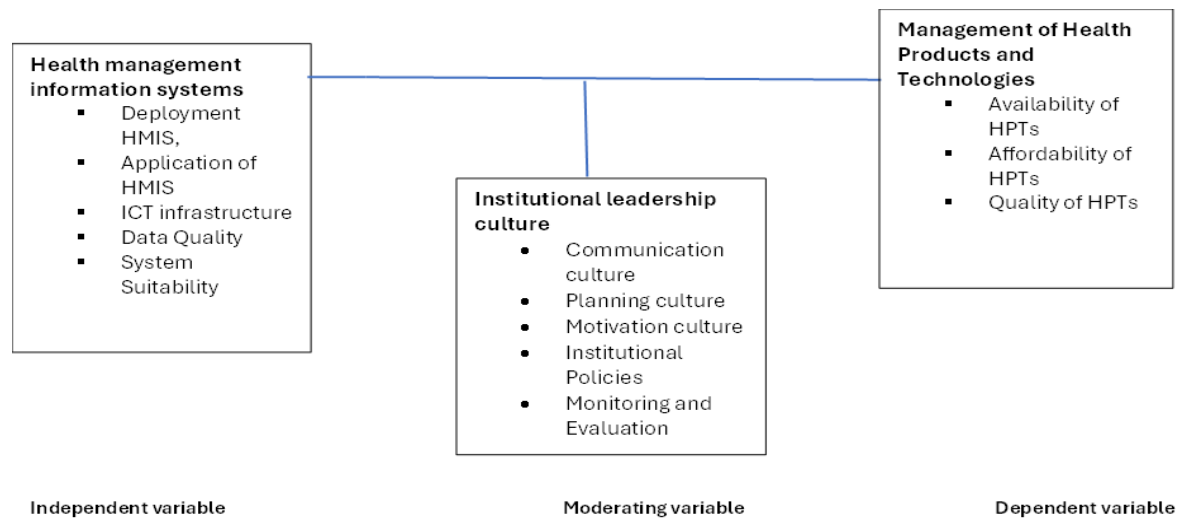 Health management
information systems
▪ Deployment
HMIS,
▪ Application of
HMIS
▪ ICT infrastructure
▪ Data Quality
▪ System
Suitability
Institutional leadership
culture
• Communication
culture
• Planning culture
• Motivation culture
• Institutional
Policies
• Monitoring and
Evaluation
Management of Health
Products and
Technologies
▪ Availability of
HPTs
▪ Affordability of
HPTs
▪ Quality of HPTs
Independent variable
Moderating variable
Dependent variable